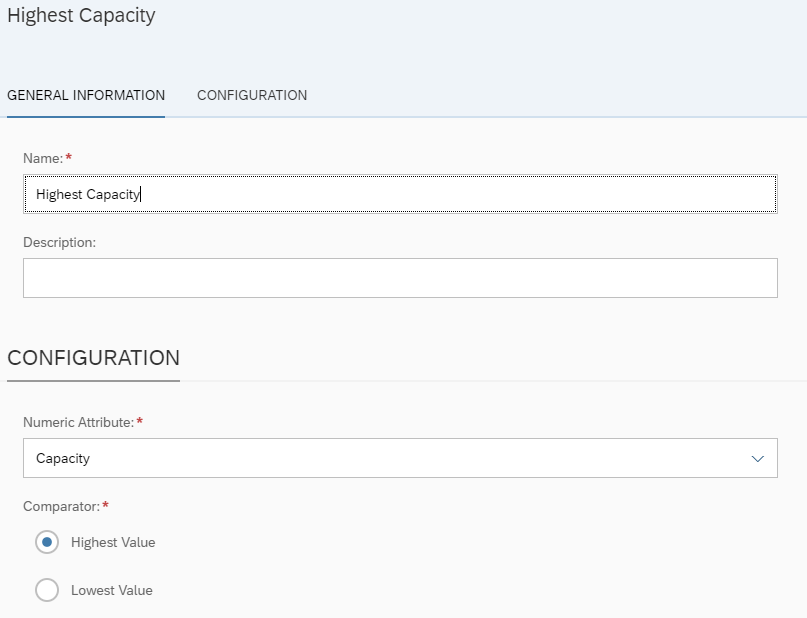 Highest Capacity
GENERAL INFORMATION CONFIGURATION
Name:*
Highest Capacity
Description:
CONFIGURATION
Numeric Attribute:*
Capacity
Comparator:*
Highest Value
Lowest Value